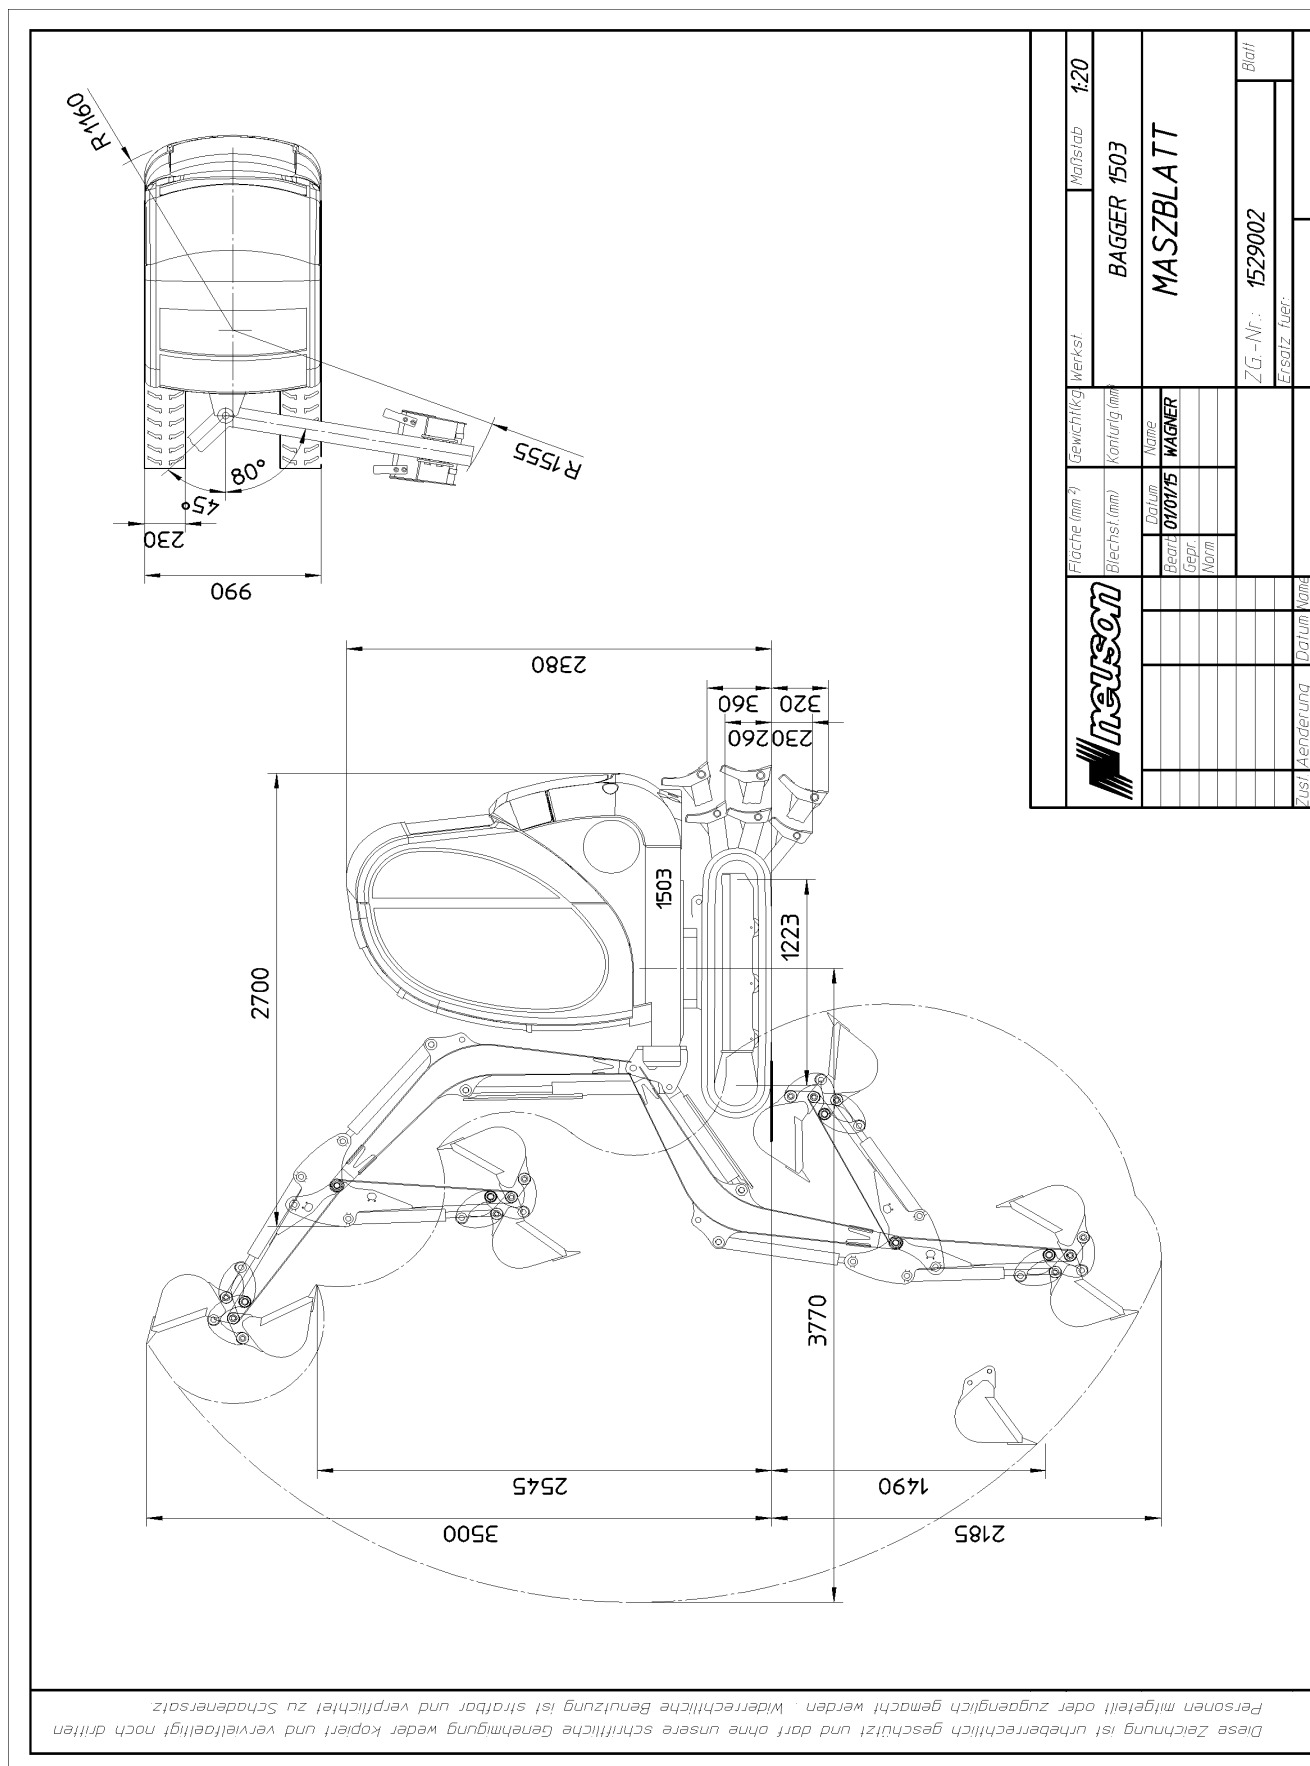 R1160
R1555
80°
45°
230
990
2380
360
320
260
230
2700
1503
1223
3770
2545
1490
3500
2185
Fläche (mm²)
Gewicht(kg)
Werkst.
Maßstab 1:20
Blechst.(mm)
Konturlg.(mm)
BAGGER 1503
neuson
Datum
Name
Bearb.
01/01/15
WAGNER
Gepr.
Norm
MASZBLATT
ZG.-Nr.: 1529002
Blatt
Ersatz fuer:
Zust.
Aenderung
Datum
Name
Diese Zeichnung ist urheberrechtlich geschützt und darf ohne unsere schriftliche Genehmigung weder kopiert und vervielfaeltigt noch dritten
Personen mitgeteilt oder zugaenglich gemacht werden . Widerrechtliche Benutzung ist strafbar und verpflichtet zu Schadenersatz.